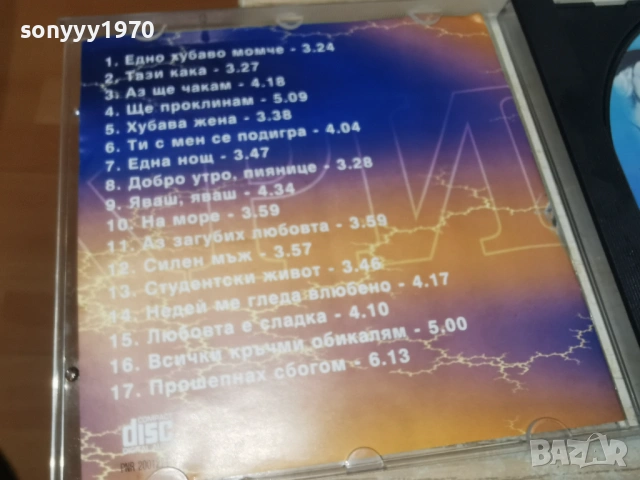 sonyyy1970
1. Едно хубаво момче - 3.24
2. Тази кака - 3.27
3. Аз ще чакам - 4.18
4. Ще проклинам - 5.09
5. Хубава жена - 3.38
6. Ти с мен се подигра - 4.04
7. Една нощ - 3.47
8. Добро утро, пиянице - 3.28
9. Яваш, яваш - 4.34
10. На море - 3.59
11. Аз загубих любовта - 3.59
12. Силен мъж - 3.57
13. Студентски живот - 3.46
14. Недей ме гледа влюбено - 4.17
15. Любовта е сладка - 4.10
16. Всички кръчми обикалям - 5.00
17. Прошепнах сбогом - 6.13
COMPACT
disc
BAZAR.bg